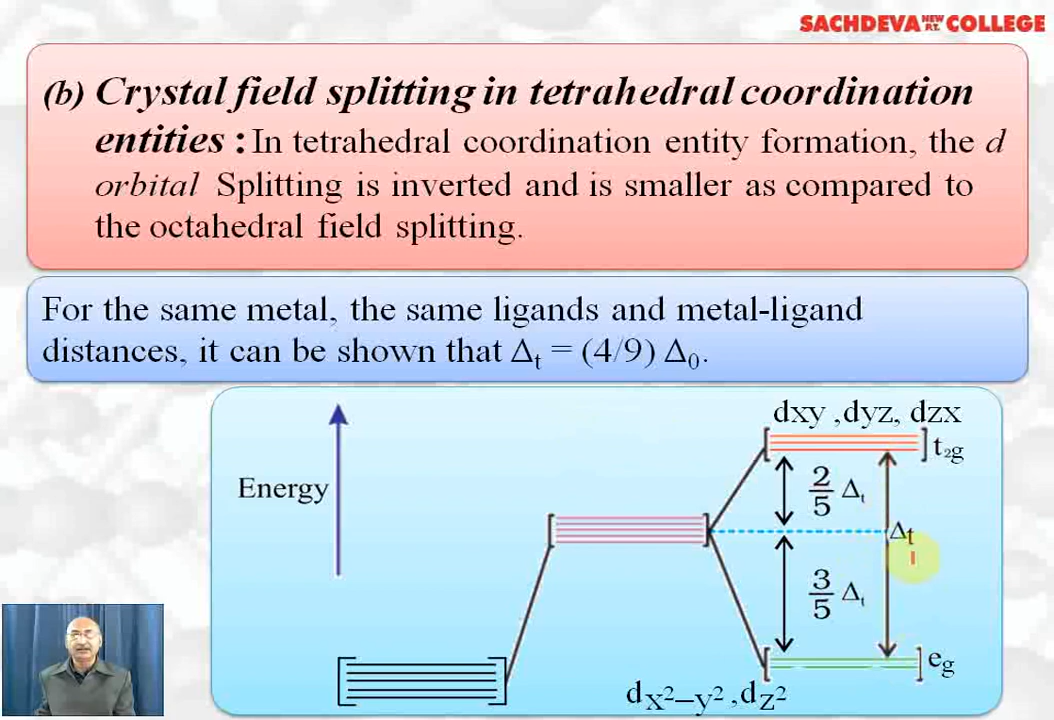 SACHDEVA NEW P.T. COLLEGE
(b) Crystal field splitting in tetrahedral coordination
entities : In tetrahedral coordination entity formation, the d
orbital Splitting is inverted and is smaller as compared to
the octahedral field splitting.
For the same metal, the same ligands and metal-ligand
distances, it can be shown that Δt = (4/9) Δ0.
dxy ,dyz, dzx
t2g
Energy
2/5 Δt
Δt
3/5 Δt
eg
dx²–y² ,dz²